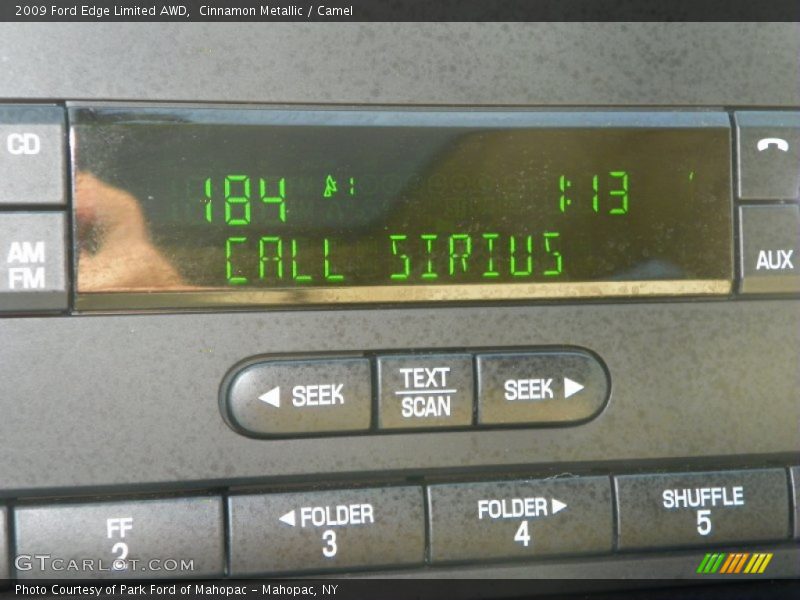 2009 Ford Edge Limited AWD,  Cinnamon Metallic / Camel
CD
184 1 1:13
AM
FM
CALL SIRIUS
AUX
SEEK
TEXT
SCAN
SEEK
FF
2
FOLDER
3
FOLDER
4
SHUFFLE
5
GTCARLOT.COM
Photo Courtesy of Park Ford of Mahopac - Mahopac, NY